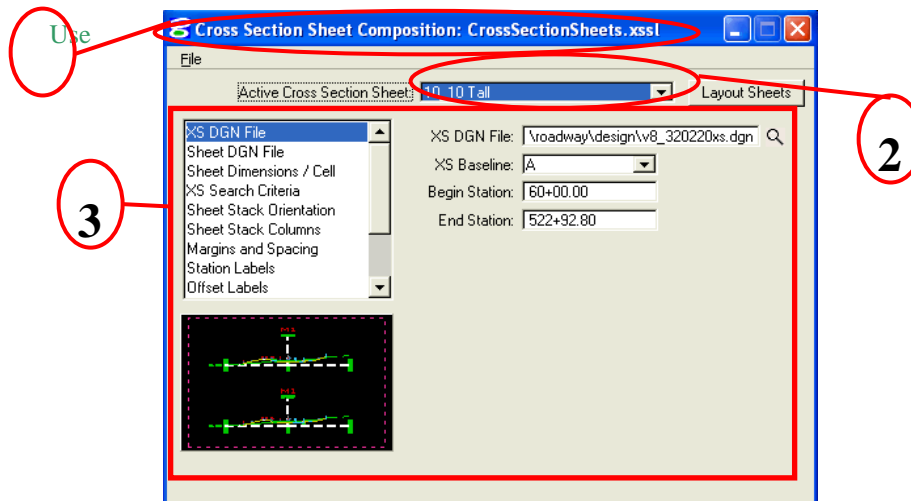 Use
Cross Section Sheet Composition: CrossSectionSheets.xssl
File
Active Cross Section Sheet: 10_10 Tall
Layout Sheets
2
3
XS DGN File
Sheet DGN File
Sheet Dimensions / Cell
XS Search Criteria
Sheet Stack Orientation
Sheet Stack Columns
Margins and Spacing
Station Labels
Offset Labels
XS DGN File: \roadway\design\v8_320220xs.dgn
XS Baseline: A
Begin Station: 60+00.00
End Station: 522+92.80
M1
M1